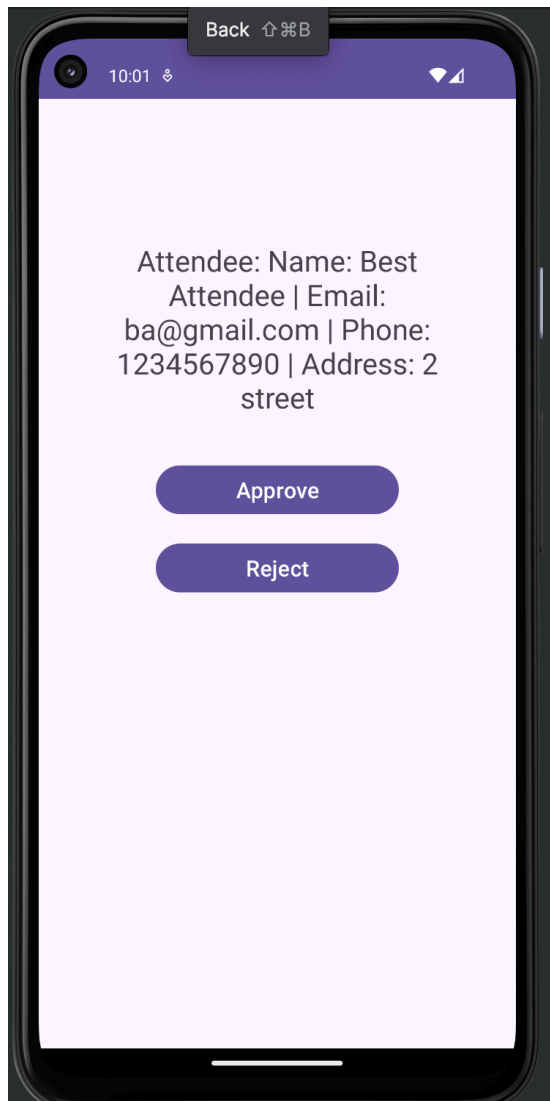 Back ⇧⌘B
10:01
Attendee: Name: Best
Attendee | Email:
ba@gmail.com | Phone:
1234567890 | Address: 2
street
Approve
Reject